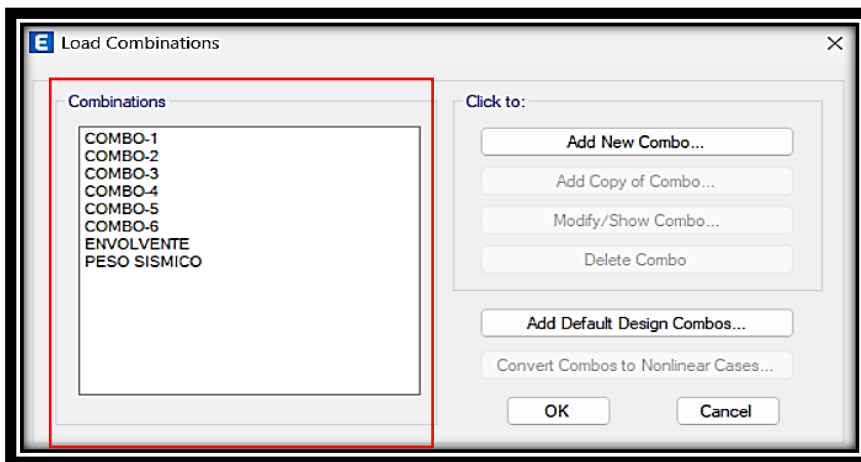 E Load Combinations
Combinations
COMBO-1
COMBO-2
COMBO-3
COMBO-4
COMBO-5
COMBO-6
ENVOLVENTE
PESO SISMICO
Click to:
Add New Combo...
Add Copy of Combo...
Modify/Show Combo...
Delete Combo
Add Default Design Combos...
Convert Combos to Nonlinear Cases...
OK
Cancel